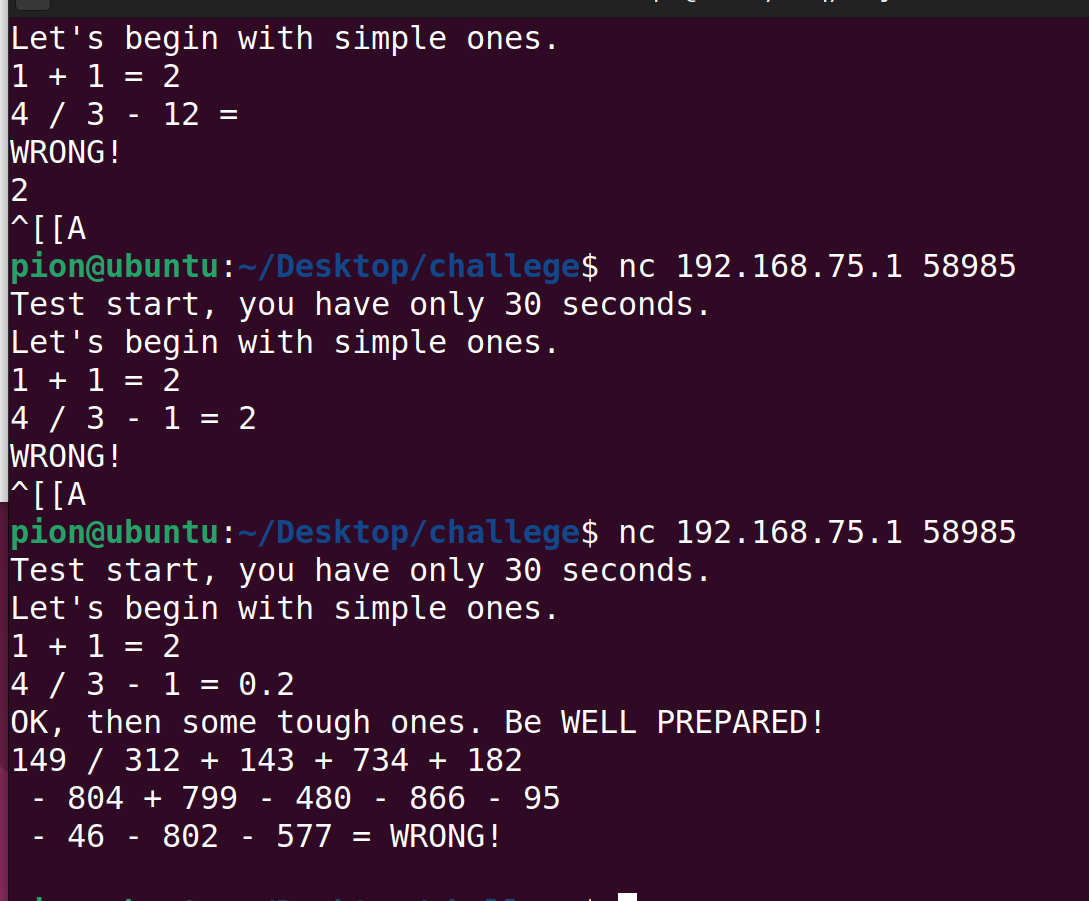 Let's begin with simple ones.
1 + 1 = 2
4 / 3 - 12 =
WRONG!
2
^[[A
pion@ubuntu:~/Desktop/challege$ nc 192.168.75.1 58985
Test start, you have only 30 seconds.
Let's begin with simple ones.
1 + 1 = 2
4 / 3 - 1 = 2
WRONG!
^[[A
pion@ubuntu:~/Desktop/challege$ nc 192.168.75.1 58985
Test start, you have only 30 seconds.
Let's begin with simple ones.
1 + 1 = 2
4 / 3 - 1 = 0.2
OK, then some tough ones. Be WELL PREPARED!
149 / 312 + 143 + 734 + 182
 - 804 + 799 - 480 - 866 - 95
 - 46 - 802 - 577 = WRONG!